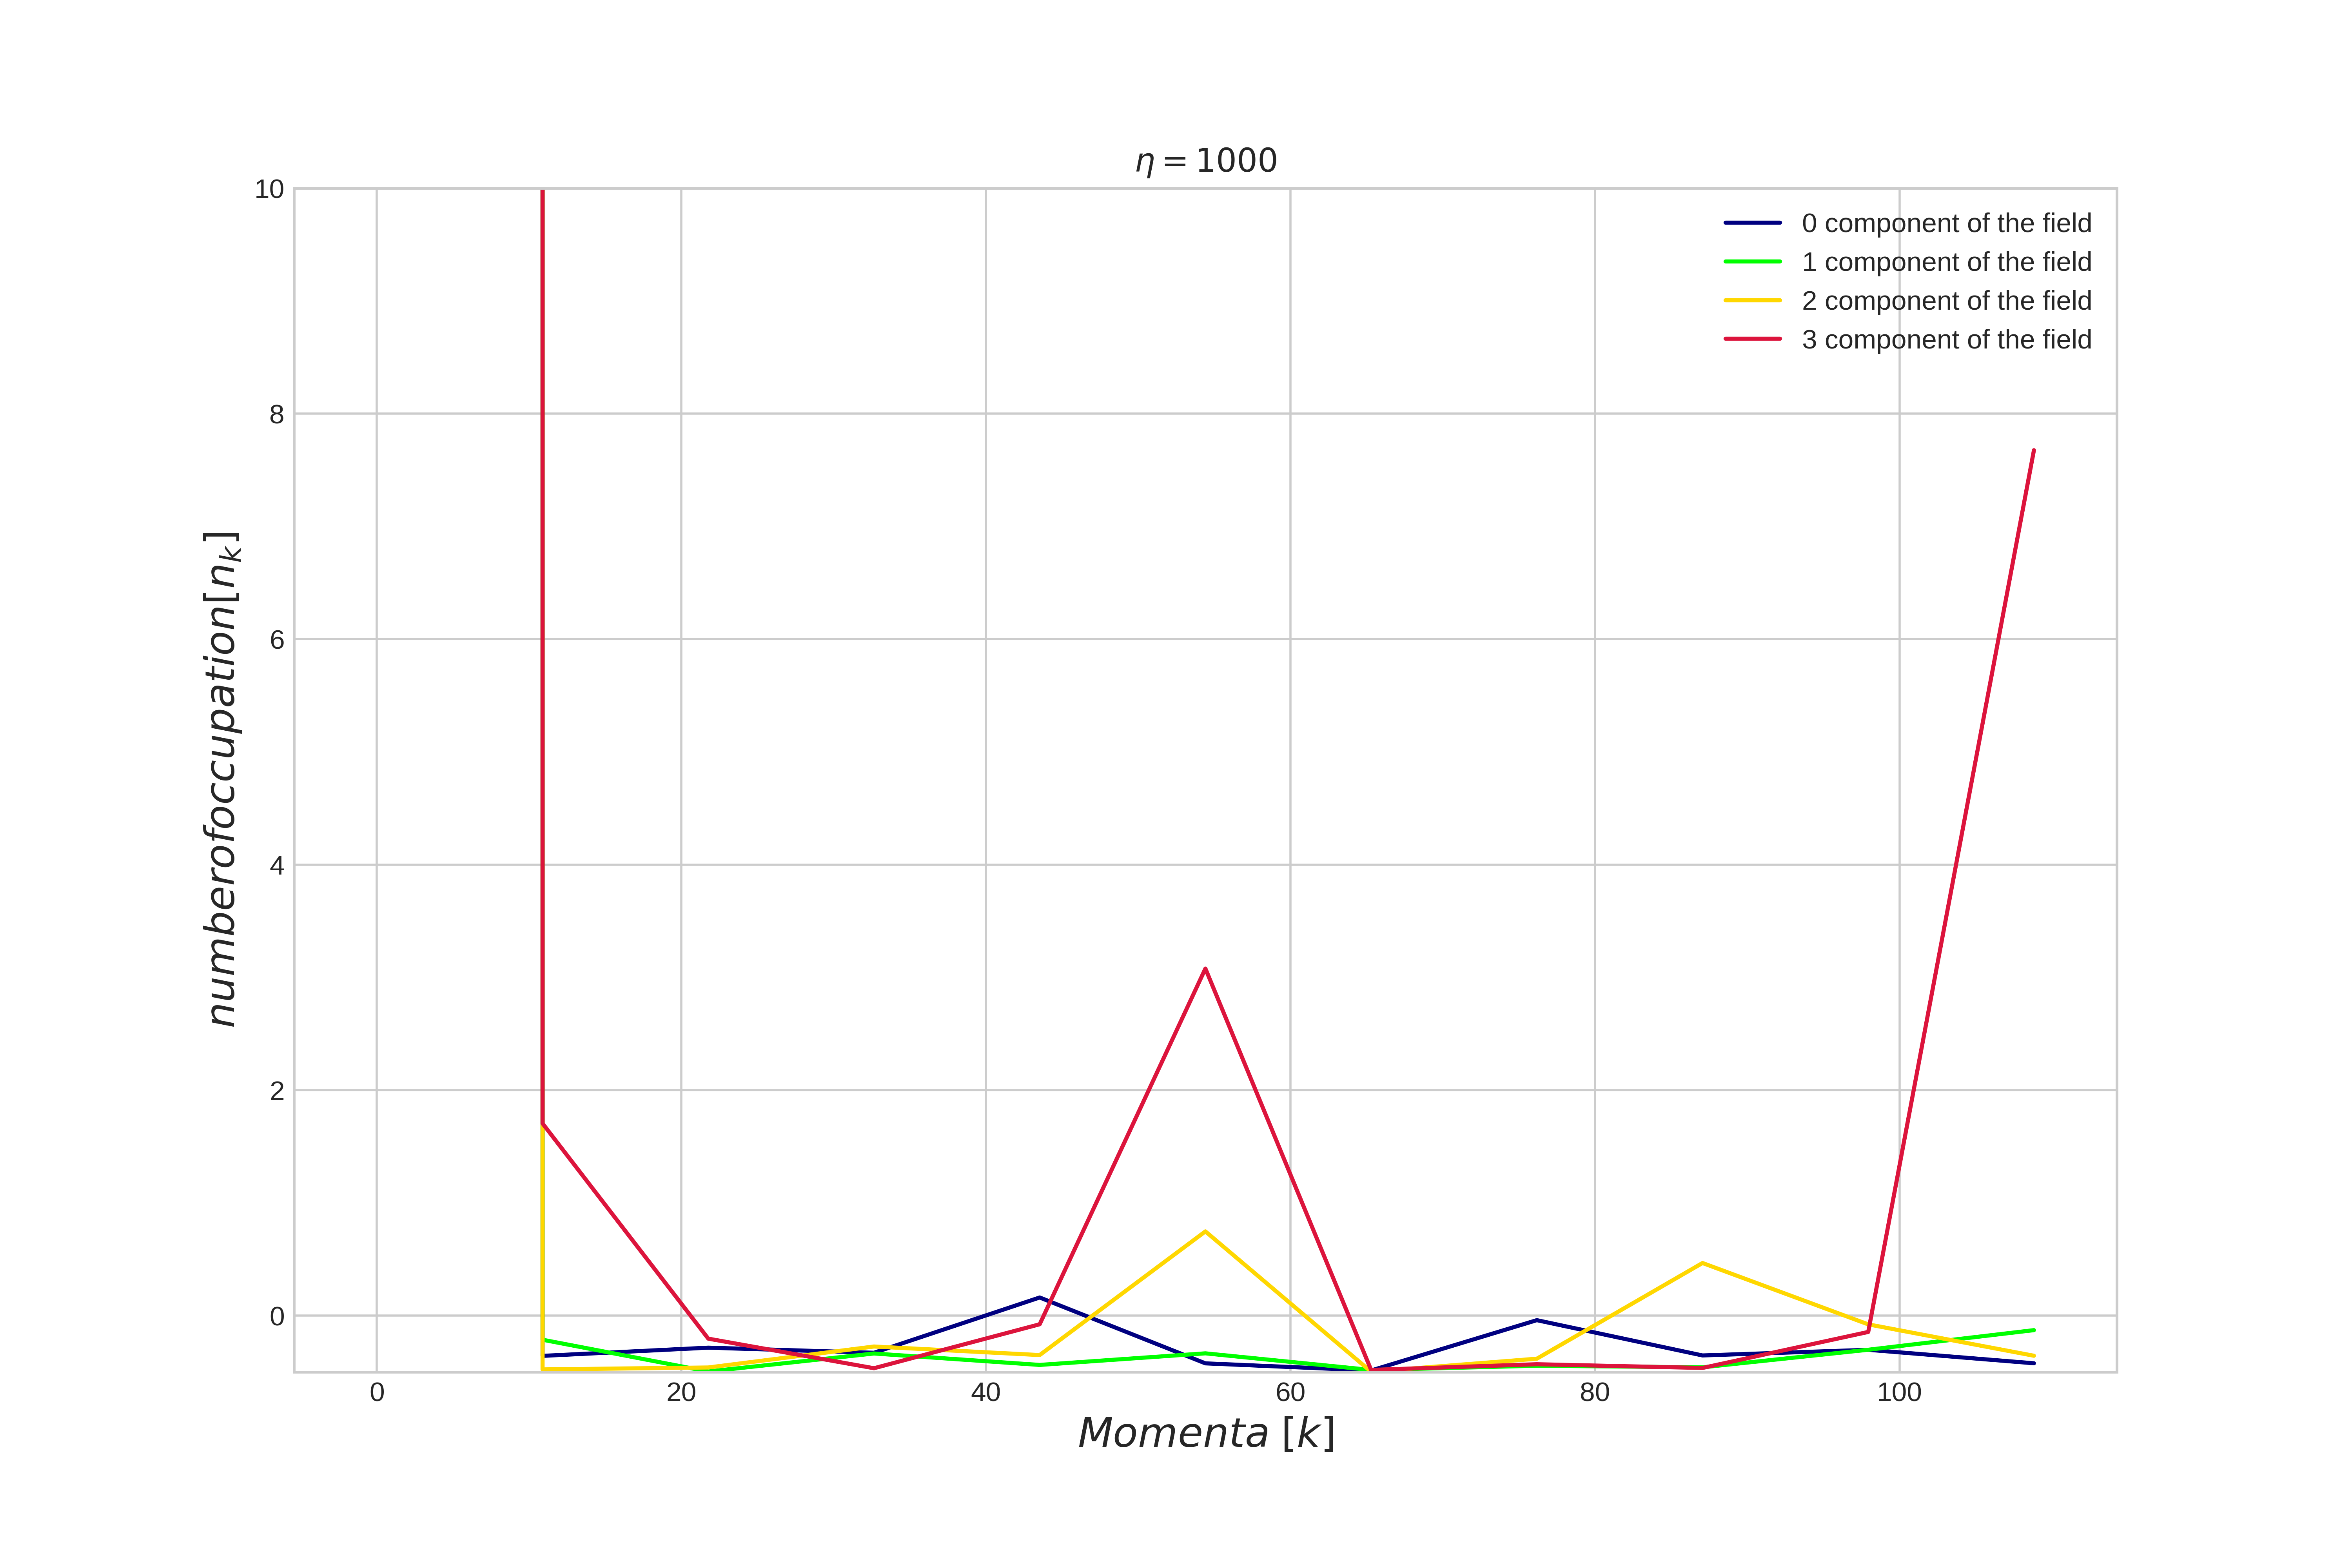 η = 1000
10
8
6
4
2
0
numberofoccupation[nₖ]
0 component of the field
1 component of the field
2 component of the field
3 component of the field
0 20 40 60 80 100
Momenta [k]